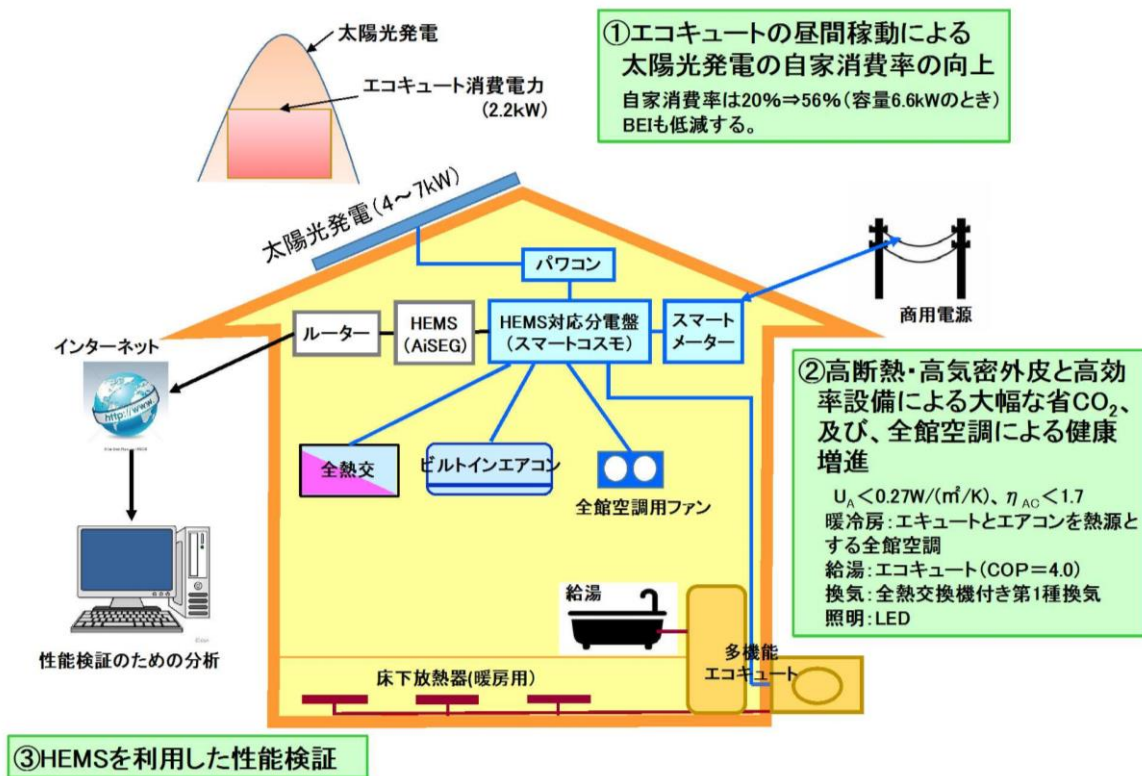 太陽光発電
エコキュート消費電力
(2.2kW)
①エコキュートの昼間稼動による
太陽光発電の自家消費率の向上
自家消費率は20%⇒56%(容量6.6kWのとき)
BEIも低減する。
太陽光発電(4～7kW)
パワコン
ルーター
HEMS
(AiSEG)
HEMS対応分電盤
(スマートコスモ)
スマート
メーター
商用電源
インターネット
http://www
全熱交
ビルトインエアコン
全館空調用ファン
②高断熱・高気密外皮と高効
率設備による大幅な省CO₂、
及び、全館空調による健康
増進
UA＜0.27W/(㎡/K)、ηAC＜1.7
暖冷房:エキュートとエアコンを熱源と
する全館空調
給湯:エコキュート(COP＝4.0)
換気:全熱交換機付き第1種換気
照明:LED
性能検証のための分析
給湯
多機能
エコキュート
床下放熱器(暖房用)
③HEMSを利用した性能検証